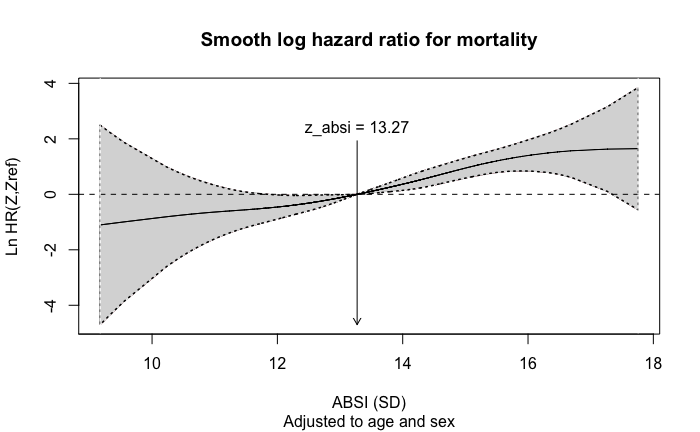 Smooth log hazard ratio for mortality
4
2
0
-2
-4
Ln HR(Z,Zref)
z_absi = 13.27
10 12 14 16 18
ABSI (SD)
Adjusted to age and sex